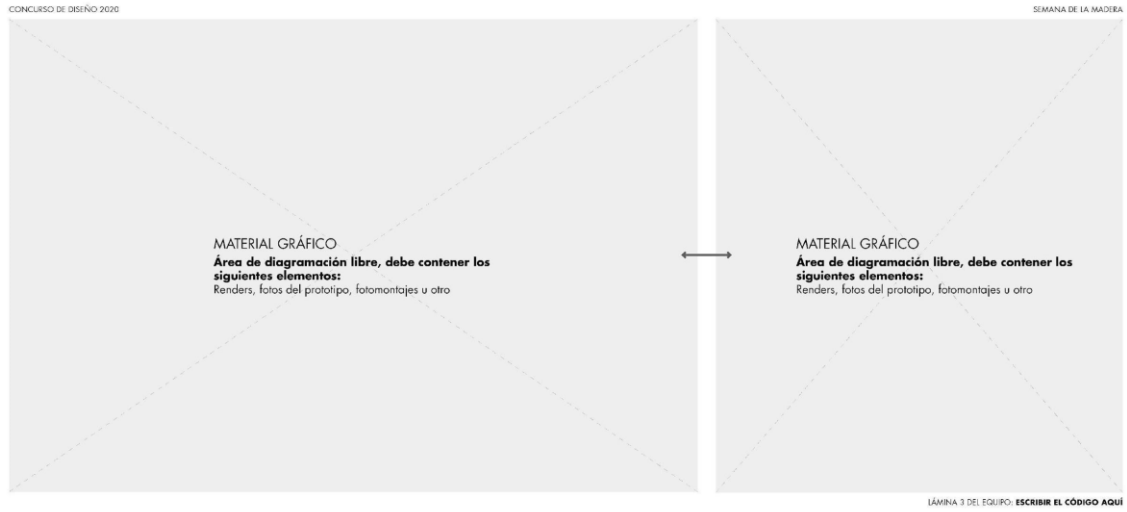 CONCURSO DE DISEÑO 2020
SEMANA DE LA MADERA
MATERIAL GRÁFICO
Área de diagramación libre, debe contener los
siguientes elementos:
Renders, fotos del prototipo, fotomontajes u otro
MATERIAL GRÁFICO
Área de diagramación libre, debe contener los
siguientes elementos:
Renders, fotos del prototipo, fotomontajes u otro
LÁMINA 3 DEL EQUIPO: ESCRIBIR EL CÓDIGO AQUÍ